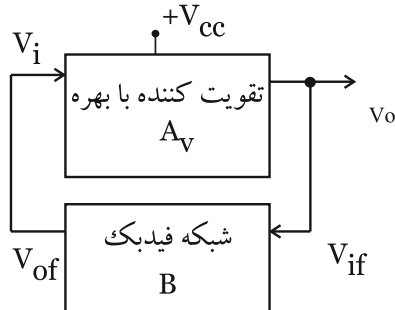 +Vcc
Vi
تقویت کننده با بهره
Av
Vo
شبکه فیدبک
B
Vof
Vif